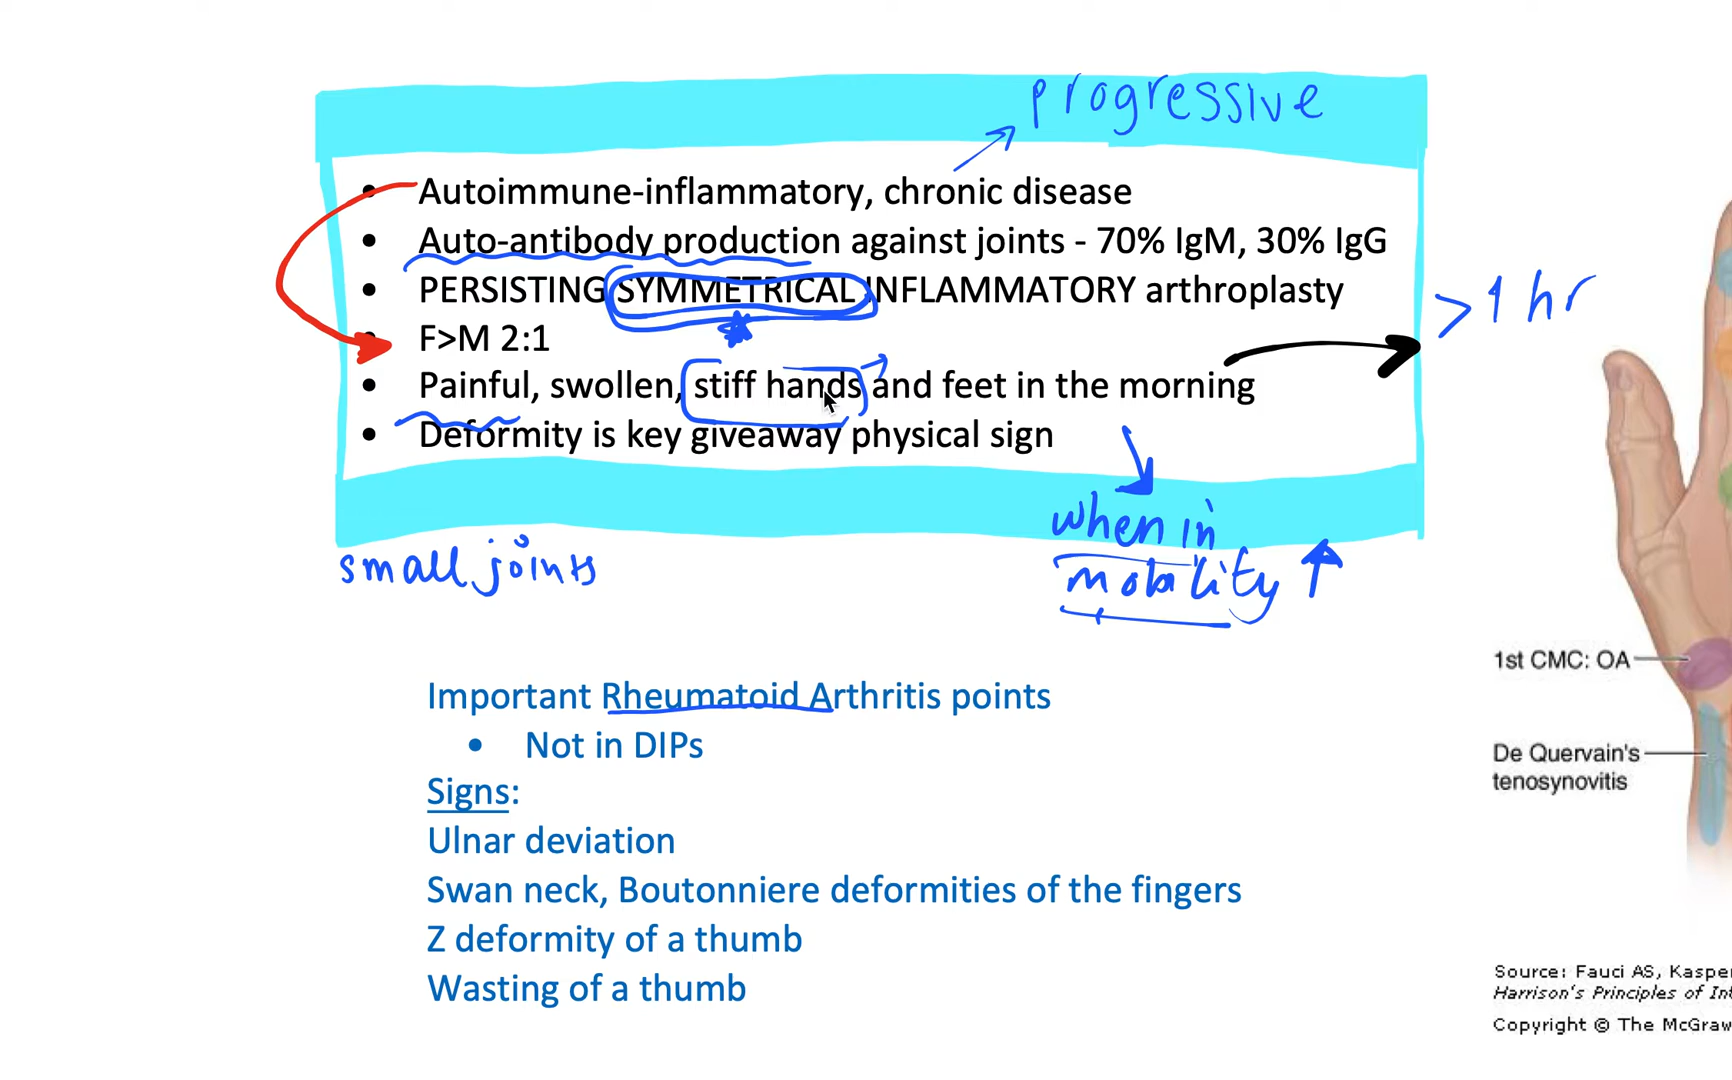 progressive
• Autoimmune-inflammatory, chronic disease
• Auto-antibody production against joints - 70% IgM, 30% IgG
• PERSISTING SYMMETRICAL INFLAMMATORY arthroplasty
> 1 hr
• F>M 2:1
• Painful, swollen, stiff hands and feet in the morning
• Deformity is key giveaway physical sign
when in
mobility ↑
small joints
Important Rheumatoid Arthritis points
• Not in DIPs
Signs:
Ulnar deviation
Swan neck, Boutonniere deformities of the fingers
Z deformity of a thumb
Wasting of a thumb
1st CMC: OA
De Quervain's
tenosynovitis
Source: Fauci AS, Kaspe
Harrison's Principles of Int
Copyright © The McGraw